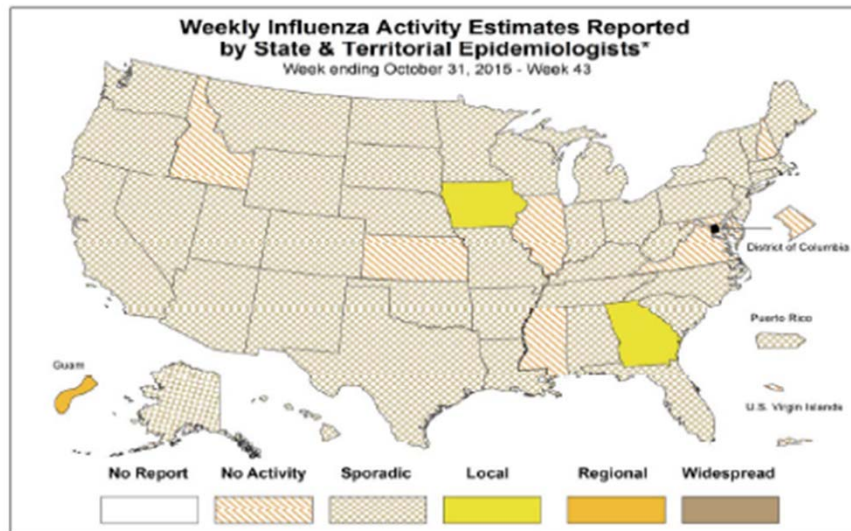 Weekly Influenza Activity Estimates Reported
by State & Territorial Epidemiologists*
Week ending October 31, 2015 - Week 43
District of Columbia
Puerto Rico
Guam
U.S. Virgin Islands
No Report No Activity Sporadic Local Regional Widespread